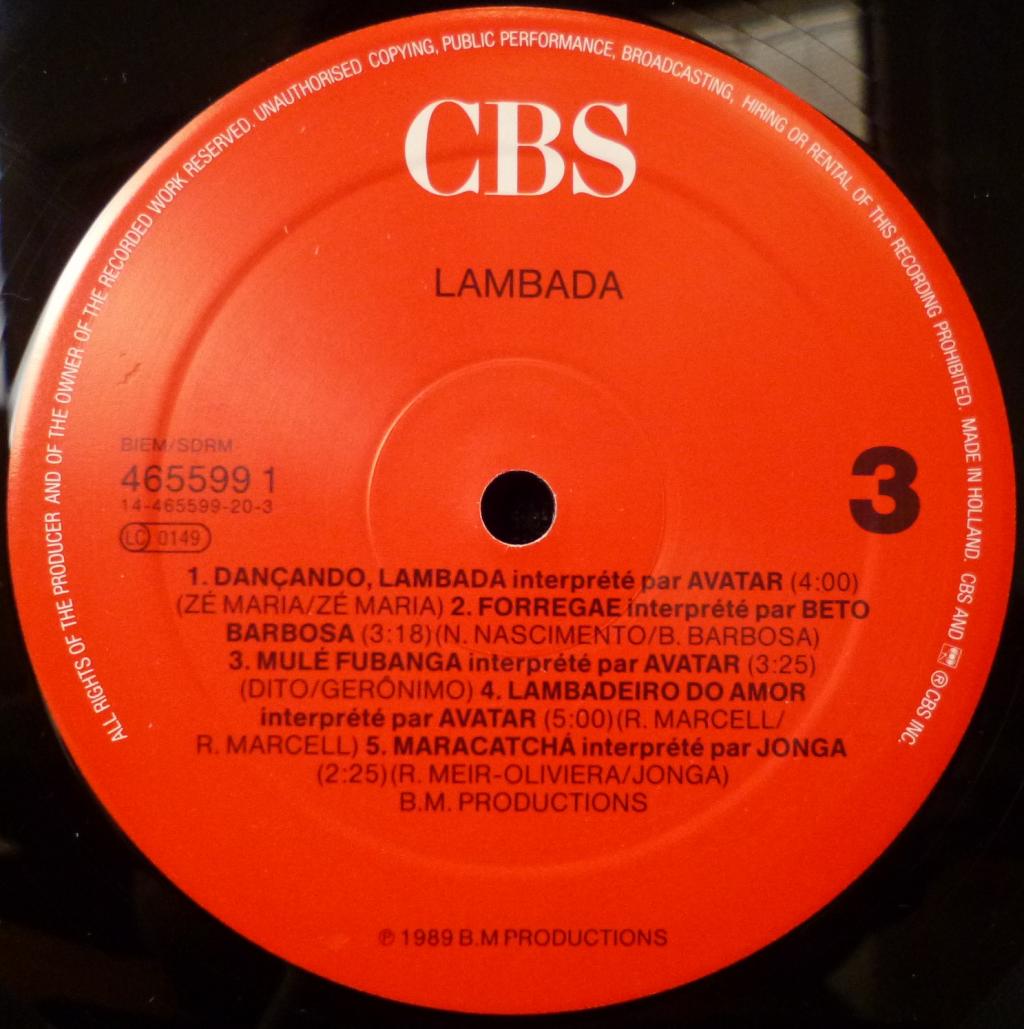 ALL RIGHTS OF THE PRODUCER AND OF THE OWNER OF THE RECORDED WORK RESERVED. UNAUTHORISED COPYING, PUBLIC PERFORMANCE, BROADCASTING, HIRING OR RENTAL OF THIS RECORDING PROHIBITED. MADE IN HOLLAND. CBS AND ℗ CBS INC.
CBS
LAMBADA
BIEM/SDRM
465599 1
14-465599-20-3
LC 0149
3
1. DANÇANDO, LAMBADA interprété par AVATAR (4:00)
(ZÉ MARIA/ZÉ MARIA) 2. FORREGAE interprété par BETO
BARBOSA (3:18)(N. NASCIMENTO/B. BARBOSA)
3. MULÉ FUBANGA interprété par AVATAR (3:25)
(DITO/GERÔNIMO) 4. LAMBADEIRO DO AMOR
interprété par AVATAR (5:00)(R. MARCELL/
R. MARCELL) 5. MARACATCHÁ interprété par JONGA
(2:25)(R. MEIR-OLIVIERA/JONGA)
B.M. PRODUCTIONS
℗ 1989 B.M PRODUCTIONS